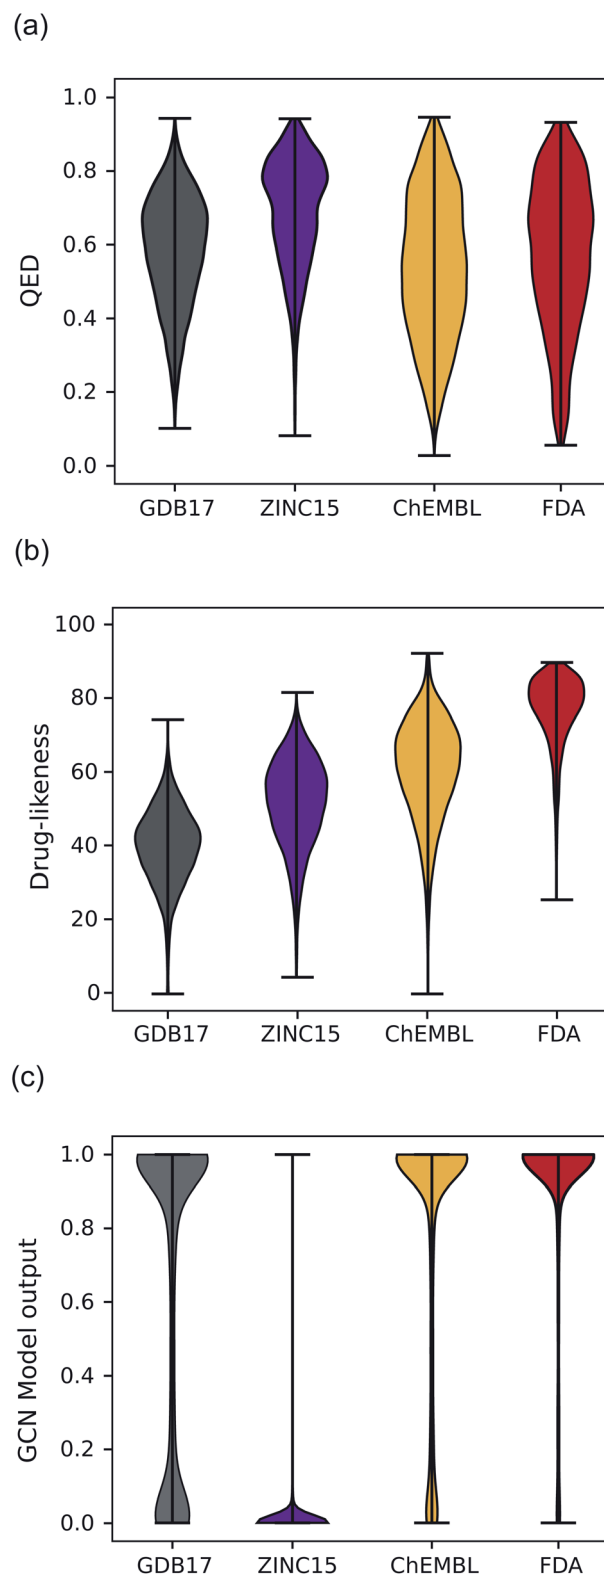 (a)
1.0
0.8
0.6
0.4
0.2
0.0
QED
GDB17 ZINC15 ChEMBL FDA
(b)
100
80
60
40
20
0
Drug-likeness
GDB17 ZINC15 ChEMBL FDA
(c)
1.0
0.8
0.6
0.4
0.2
0.0
GCN Model output
GDB17 ZINC15 ChEMBL FDA